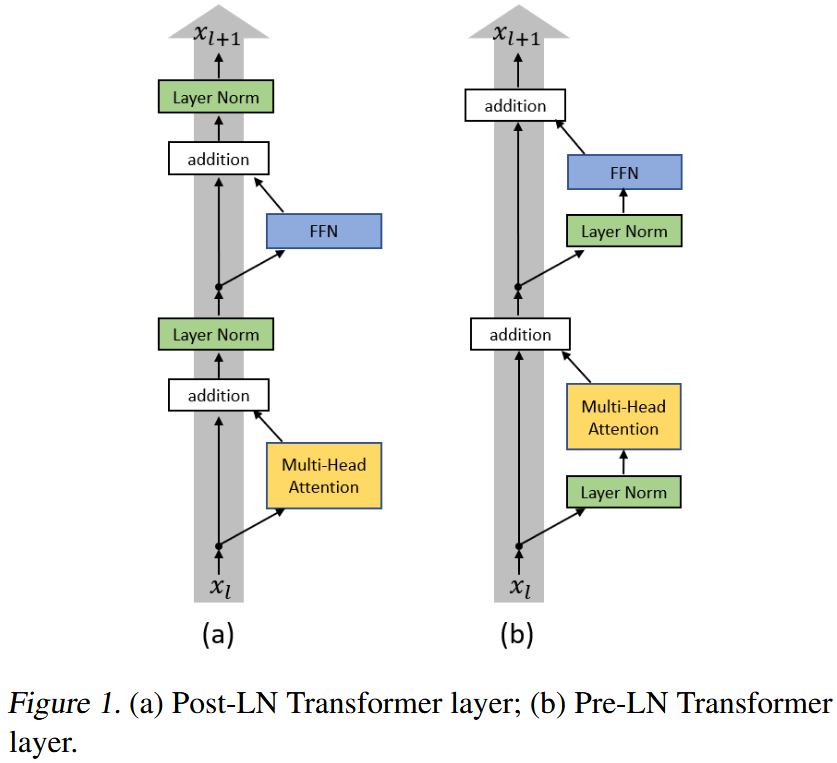 x_{l+1}
Layer Norm
addition
FFN
Layer Norm
addition
Multi-Head
Attention
x_l
(a)
x_{l+1}
addition
FFN
Layer Norm
addition
Multi-Head
Attention
Layer Norm
x_l
(b)
Figure 1. (a) Post-LN Transformer layer; (b) Pre-LN Transformer
layer.